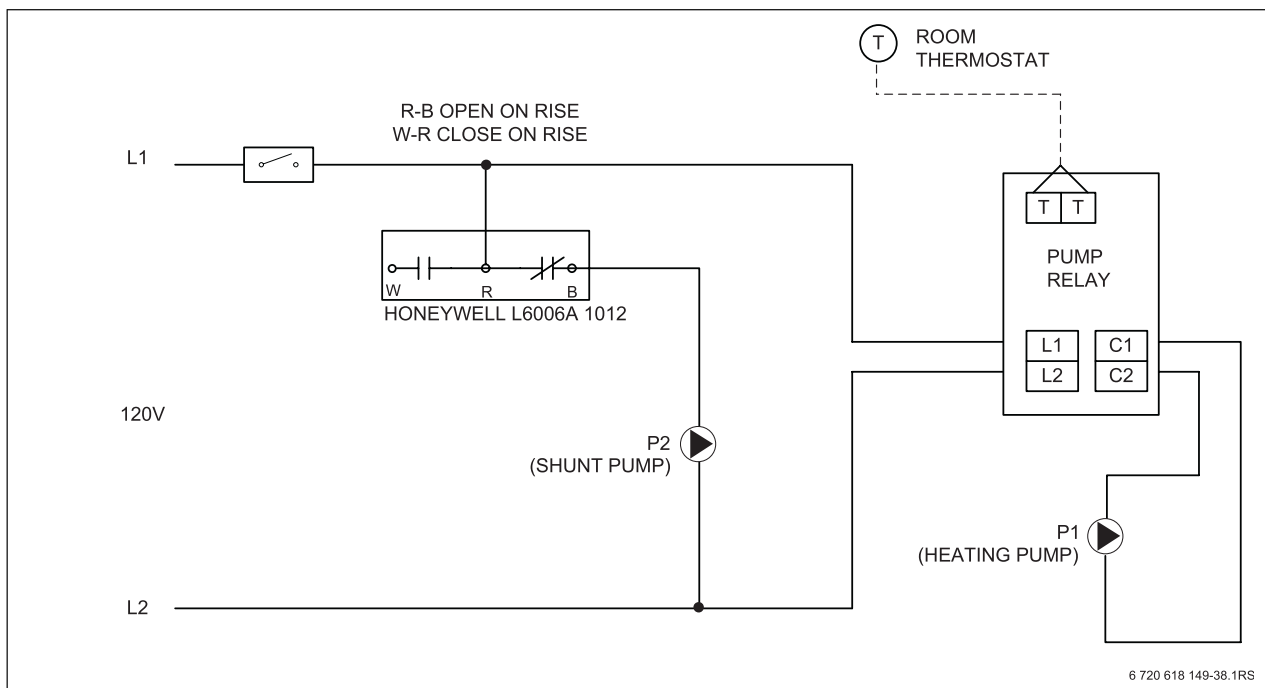 T
ROOM
THERMOSTAT
R-B OPEN ON RISE
W-R CLOSE ON RISE
L1
T T
PUMP
RELAY
W R B
HONEYWELL L6006A 1012
L1 C1
L2 C2
120V
P2
(SHUNT PUMP)
P1
(HEATING PUMP)
L2
6 720 618 149-38.1RS